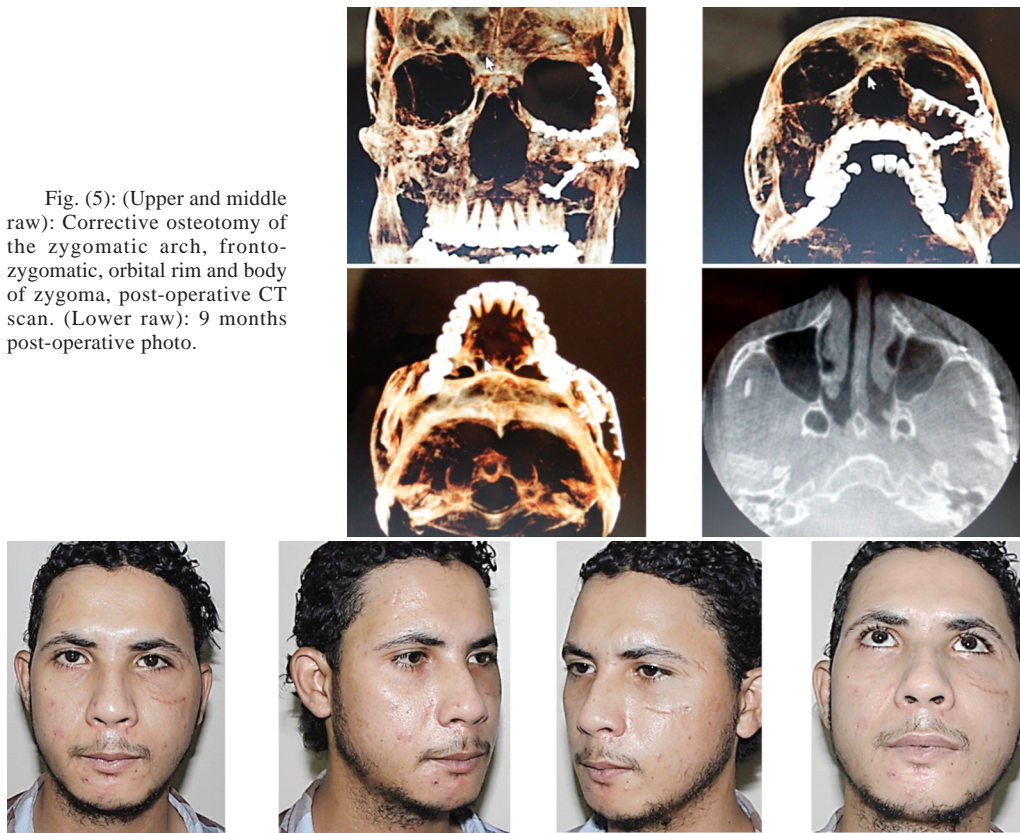 Fig. (5): (Upper and middle
raw): Corrective osteotomy of
the zygomatic arch, fronto-
zygomatic, orbital rim and body
of zygoma, post-operative CT
scan. (Lower raw): 9 months
post-operative photo.